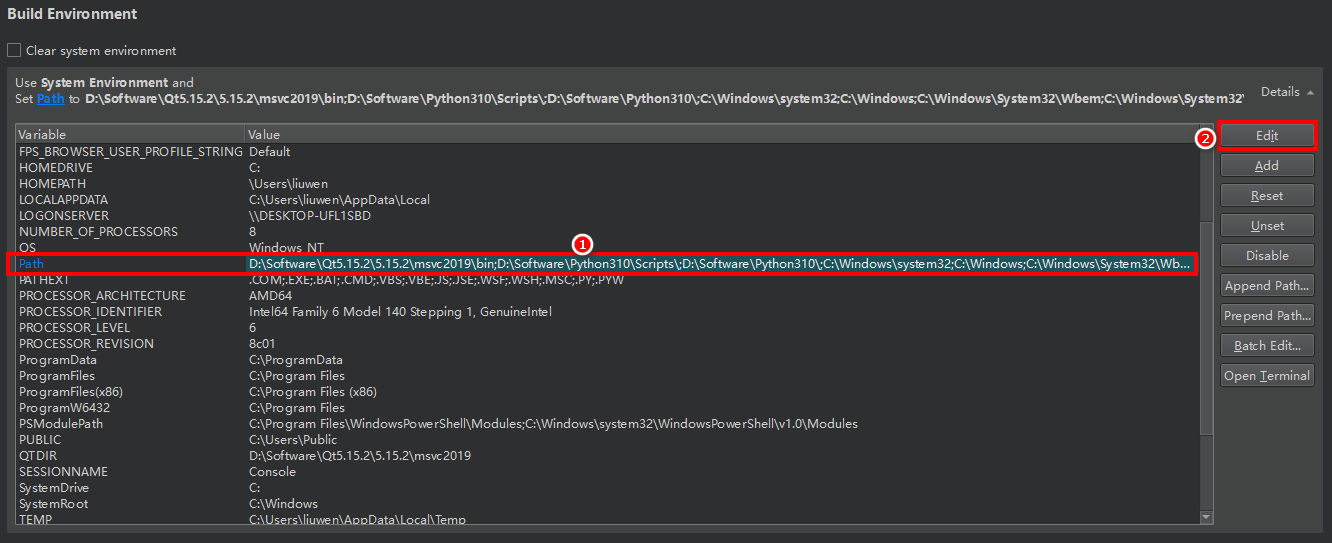 Build Environment
Clear system environment
Use System Environment and
Set Path to D:\Software\Qt5.15.2\5.15.2\msvc2019\bin;D:\Software\Python310\Scripts\;D:\Software\Python310\;C:\Windows\system32;C:\Windows;C:\Windows\System32\Wbem;C:\Windows\System32\
Details
Variable Value
FPS_BROWSER_USER_PROFILE_STRING Default
HOMEDRIVE C:
HOMEPATH \Users\liuwen
LOCALAPPDATA C:\Users\liuwen\AppData\Local
LOGONSERVER \\DESKTOP-UFL1SBD
NUMBER_OF_PROCESSORS 8
OS Windows_NT
Path D:\Software\Qt5.15.2\5.15.2\msvc2019\bin;D:\Software\Python310\Scripts\;D:\Software\Python310\;C:\Windows\system32;C:\Windows;C:\Windows\System32\Wb...
PATHEXT .COM;.EXE;.BAT;.CMD;.VBS;.VBE;.JS;.JSE;.WSF;.WSH;.MSC;.PY;.PYW
PROCESSOR_ARCHITECTURE AMD64
PROCESSOR_IDENTIFIER Intel64 Family 6 Model 140 Stepping 1, GenuineIntel
PROCESSOR_LEVEL 6
PROCESSOR_REVISION 8c01
ProgramData C:\ProgramData
ProgramFiles C:\Program Files
ProgramFiles(x86) C:\Program Files (x86)
ProgramW6432 C:\Program Files
PSModulePath C:\Program Files\WindowsPowerShell\Modules;C:\Windows\system32\WindowsPowerShell\v1.0\Modules
PUBLIC C:\Users\Public
QTDIR D:\Software\Qt5.15.2\5.15.2\msvc2019
SESSIONNAME Console
SystemDrive C:
SystemRoot C:\Windows
TEMP C:\Users\liuwen\AppData\Local\Temp
1
2
Edit
Add
Reset
Unset
Disable
Append Path...
Prepend Path...
Batch Edit...
Open Terminal